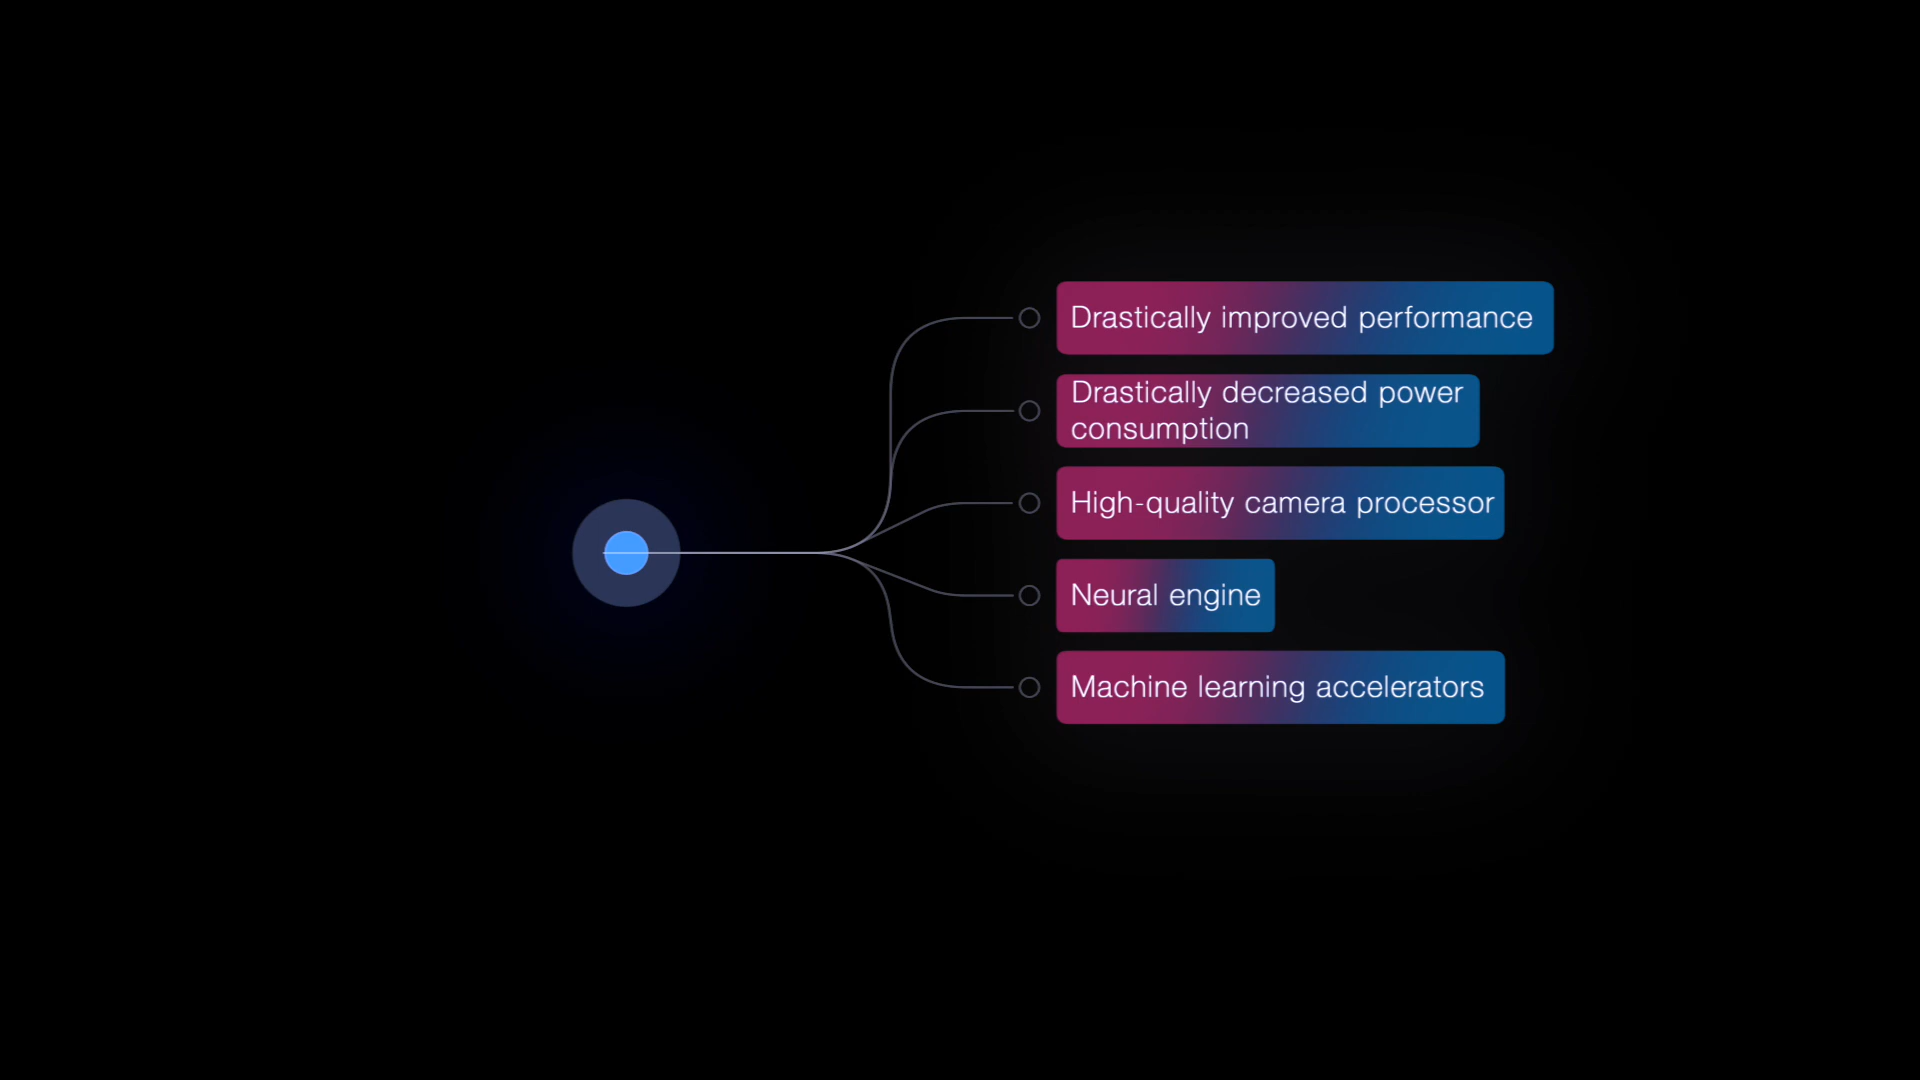 Drastically improved performance
Drastically decreased power
consumption
High-quality camera processor
Neural engine
Machine learning accelerators